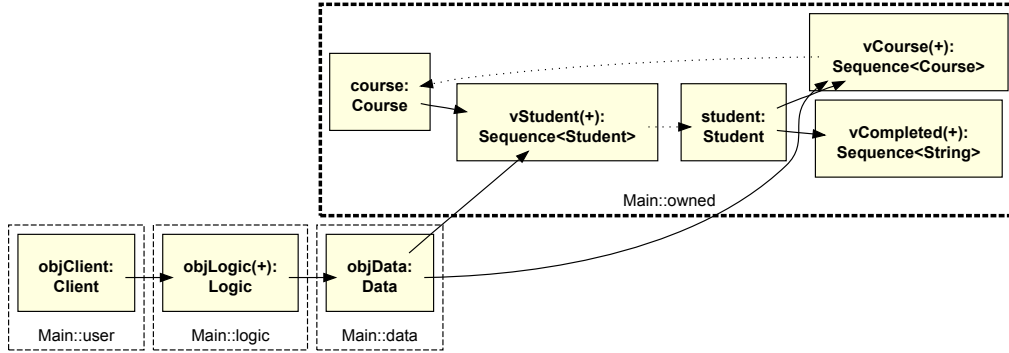 vCourse(+):
Sequence<Course>
course:
Course
vStudent(+):
Sequence<Student>
student:
Student
vCompleted(+):
Sequence<String>
Main::owned
objClient:
Client
objLogic(+):
Logic
objData:
Data
Main::user
Main::logic
Main::data